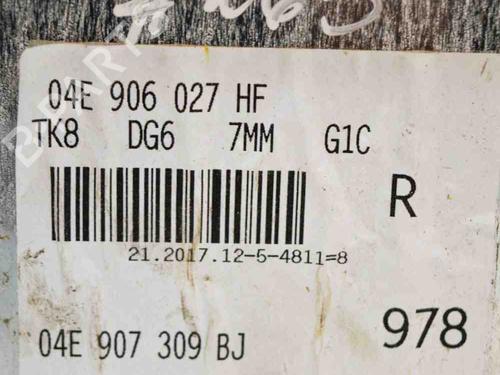 04E 906 027 HF
TK8 DG6 7MM G1C
R
21.2017.12-5-4811=8
04E 907 309 BJ
978